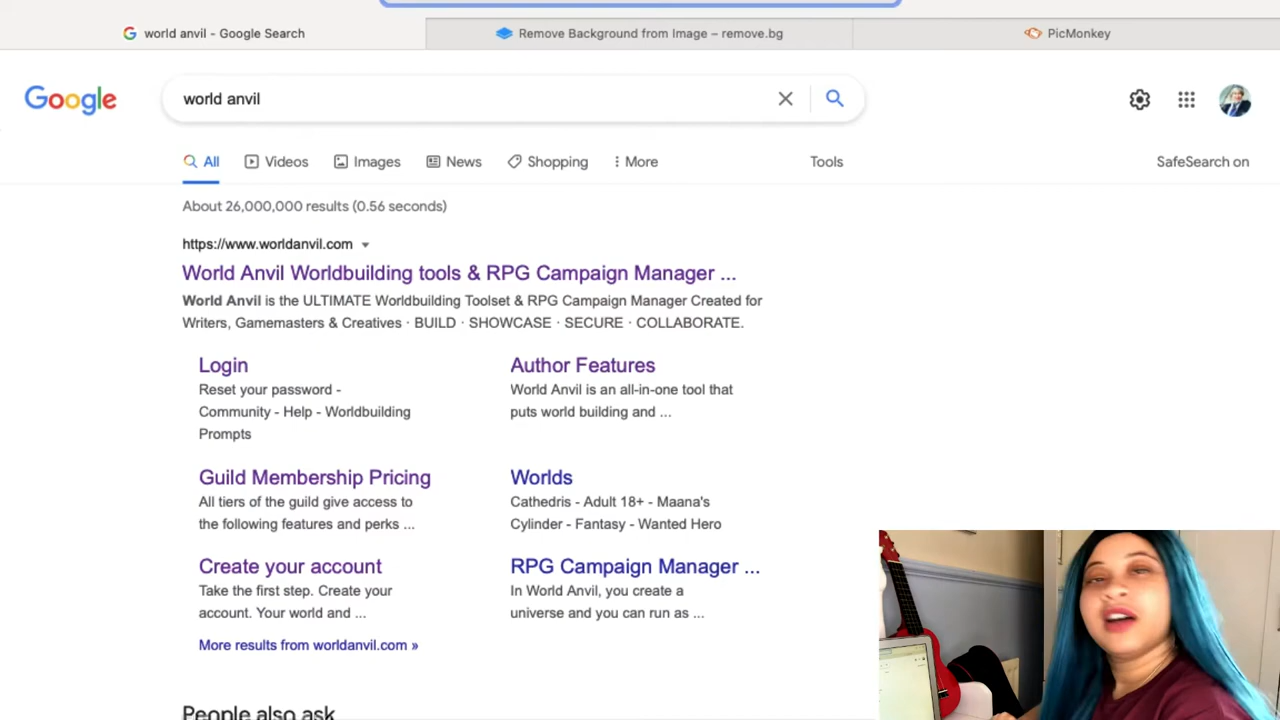 world anvil - Google Search
Remove Background from Image – remove.bg
PicMonkey
Google
world anvil
All
Videos
Images
News
Shopping
More
Tools
SafeSearch on
About 26,000,000 results (0.56 seconds)
https://www.worldanvil.com
World Anvil Worldbuilding tools & RPG Campaign Manager ...
World Anvil is the ULTIMATE Worldbuilding Toolset & RPG Campaign Manager Created for
Writers, Gamemasters & Creatives · BUILD · SHOWCASE · SECURE · COLLABORATE.
Login
Reset your password -
Community - Help - Worldbuilding
Prompts
Author Features
World Anvil is an all-in-one tool that
puts world building and ...
Guild Membership Pricing
All tiers of the guild give access to
the following features and perks ...
Worlds
Cathedris - Adult 18+ - Maana's
Cylinder - Fantasy - Wanted Hero
Create your account
Take the first step. Create your
account. Your world and ...
RPG Campaign Manager ...
In World Anvil, you create a
universe and you can run as ...
More results from worldanvil.com »
People also ask